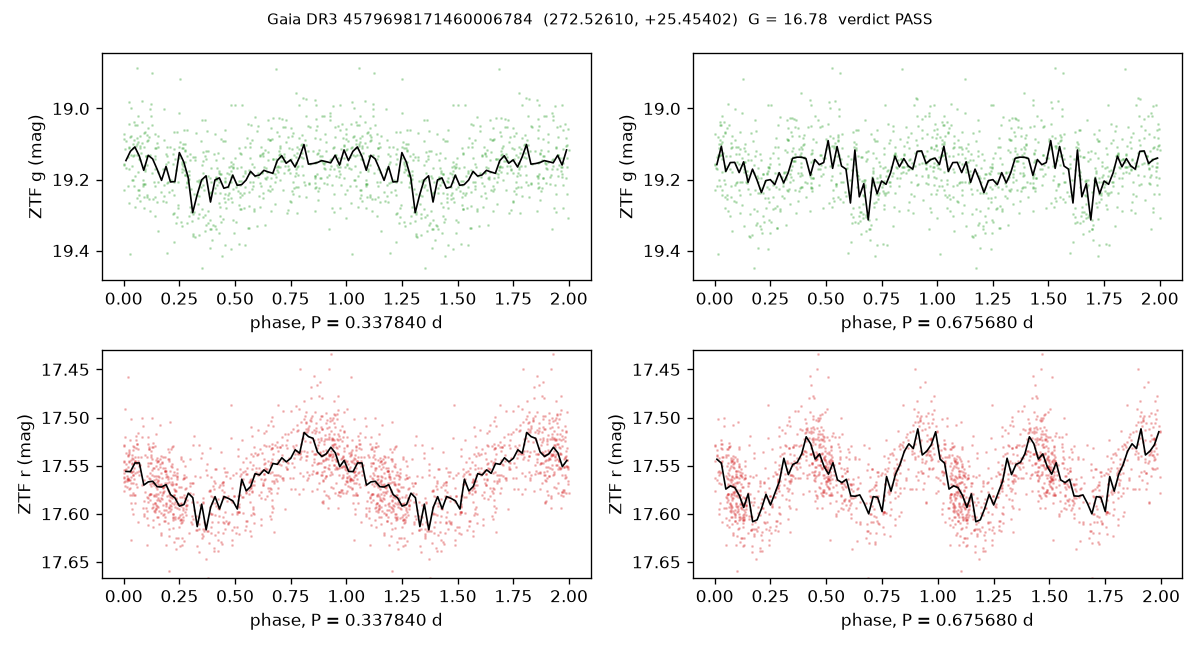 Gaia DR3 4579698171460006784 (272.52610, +25.45402) G = 16.78 verdict PASS
ZTF g (mag)
19.0
19.2
19.4
0.00 0.25 0.50 0.75 1.00 1.25 1.50 1.75 2.00
phase, P = 0.337840 d
ZTF g (mag)
19.0
19.2
19.4
0.00 0.25 0.50 0.75 1.00 1.25 1.50 1.75 2.00
phase, P = 0.675680 d
ZTF r (mag)
17.45
17.50
17.55
17.60
17.65
0.00 0.25 0.50 0.75 1.00 1.25 1.50 1.75 2.00
phase, P = 0.337840 d
ZTF r (mag)
17.45
17.50
17.55
17.60
17.65
0.00 0.25 0.50 0.75 1.00 1.25 1.50 1.75 2.00
phase, P = 0.675680 d